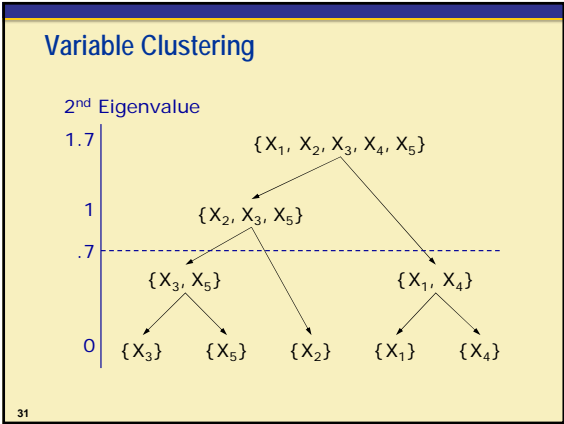 Variable Clustering
2nd Eigenvalue
1.7 {X1, X2, X3, X4, X5}
1 {X2, X3, X5}
.7
{X3, X5} {X1, X4}
0 {X3} {X5} {X2} {X1} {X4}
31